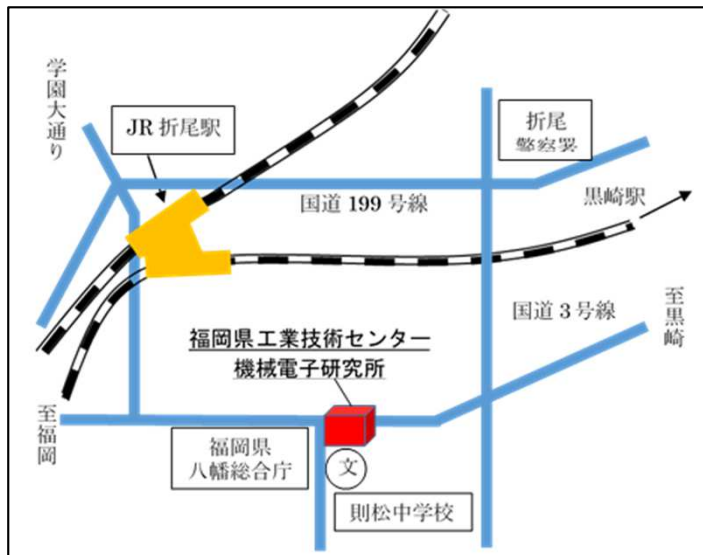 学園大通り
JR 折尾駅
折尾
警察署
国道 199 号線
黒崎駅
国道 3 号線
至黒崎
福岡県工業技術センター
機械電子研究所
至福岡
福岡県
八幡総合庁
文
則松中学校